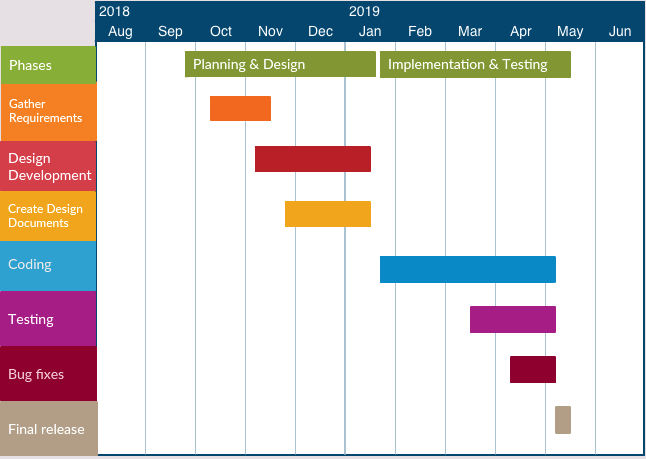 2018 2019
Aug Sep Oct Nov Dec Jan Feb Mar Apr May Jun
Phases Planning & Design Implementation & Testing
Gather
Requirements
Design
Development
Create Design
Documents
Coding
Testing
Bug fixes
Final release